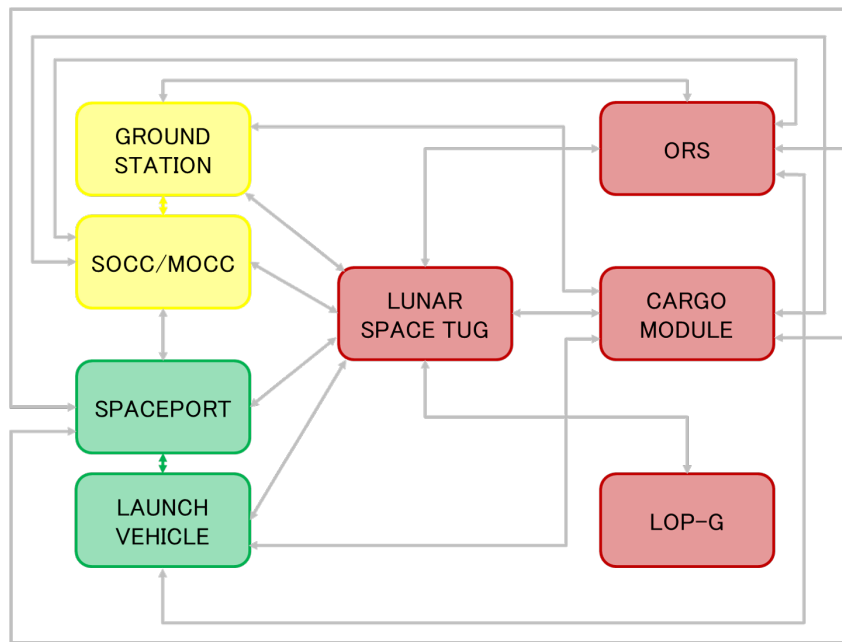 GROUND
STATION
ORS
SOCC/MOCC
LUNAR
SPACE TUG
CARGO
MODULE
SPACEPORT
LAUNCH
VEHICLE
LOP-G